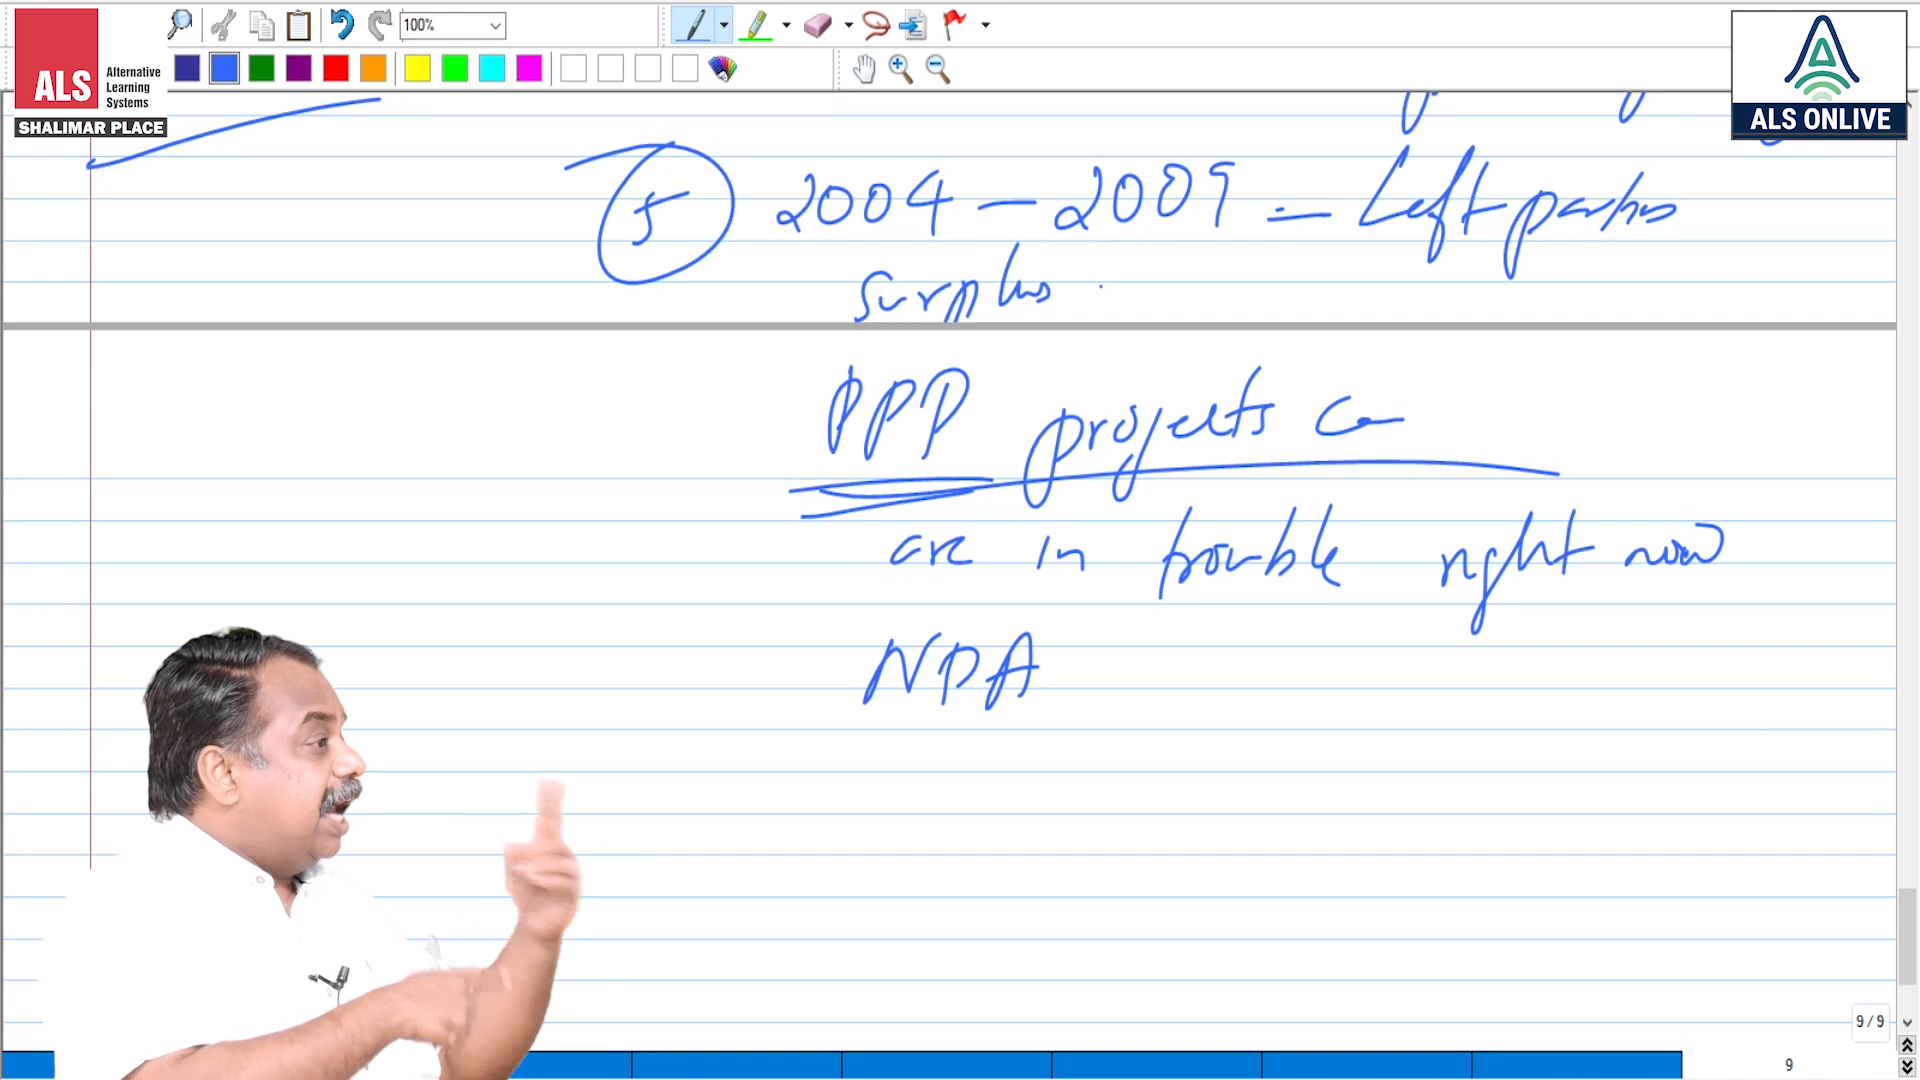 100%
ALS
Alternative
Learning
Systems
SHALIMAR PLACE
ALS ONLIVE
5 2004 - 2009 = Left parties
surplus .
PPP projects
are in trouble right now
NPA
9/9
9